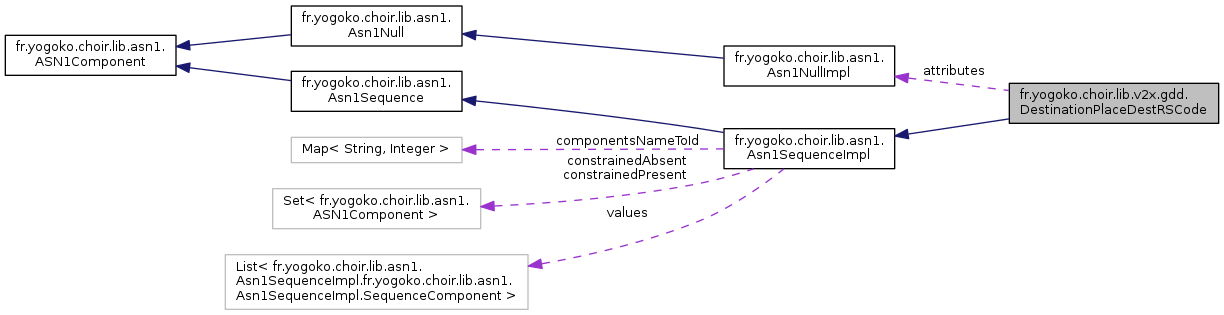 fr.yogoko.choir.lib.asn1.
ASN1Component
fr.yogoko.choir.lib.asn1.
Asn1Null
fr.yogoko.choir.lib.asn1.
Asn1Sequence
Map< String, Integer >
Set< fr.yogoko.choir.lib.asn1.
ASN1Component >
List< fr.yogoko.choir.lib.asn1.
Asn1SequenceImpl.fr.yogoko.choir.lib.asn1.
Asn1SequenceImpl.SequenceComponent >
componentsNameToId
constrainedAbsent
constrainedPresent
values
fr.yogoko.choir.lib.asn1.
Asn1NullImpl
fr.yogoko.choir.lib.asn1.
Asn1SequenceImpl
attributes
fr.yogoko.choir.lib.v2x.gdd.
DestinationPlaceDestRSCode